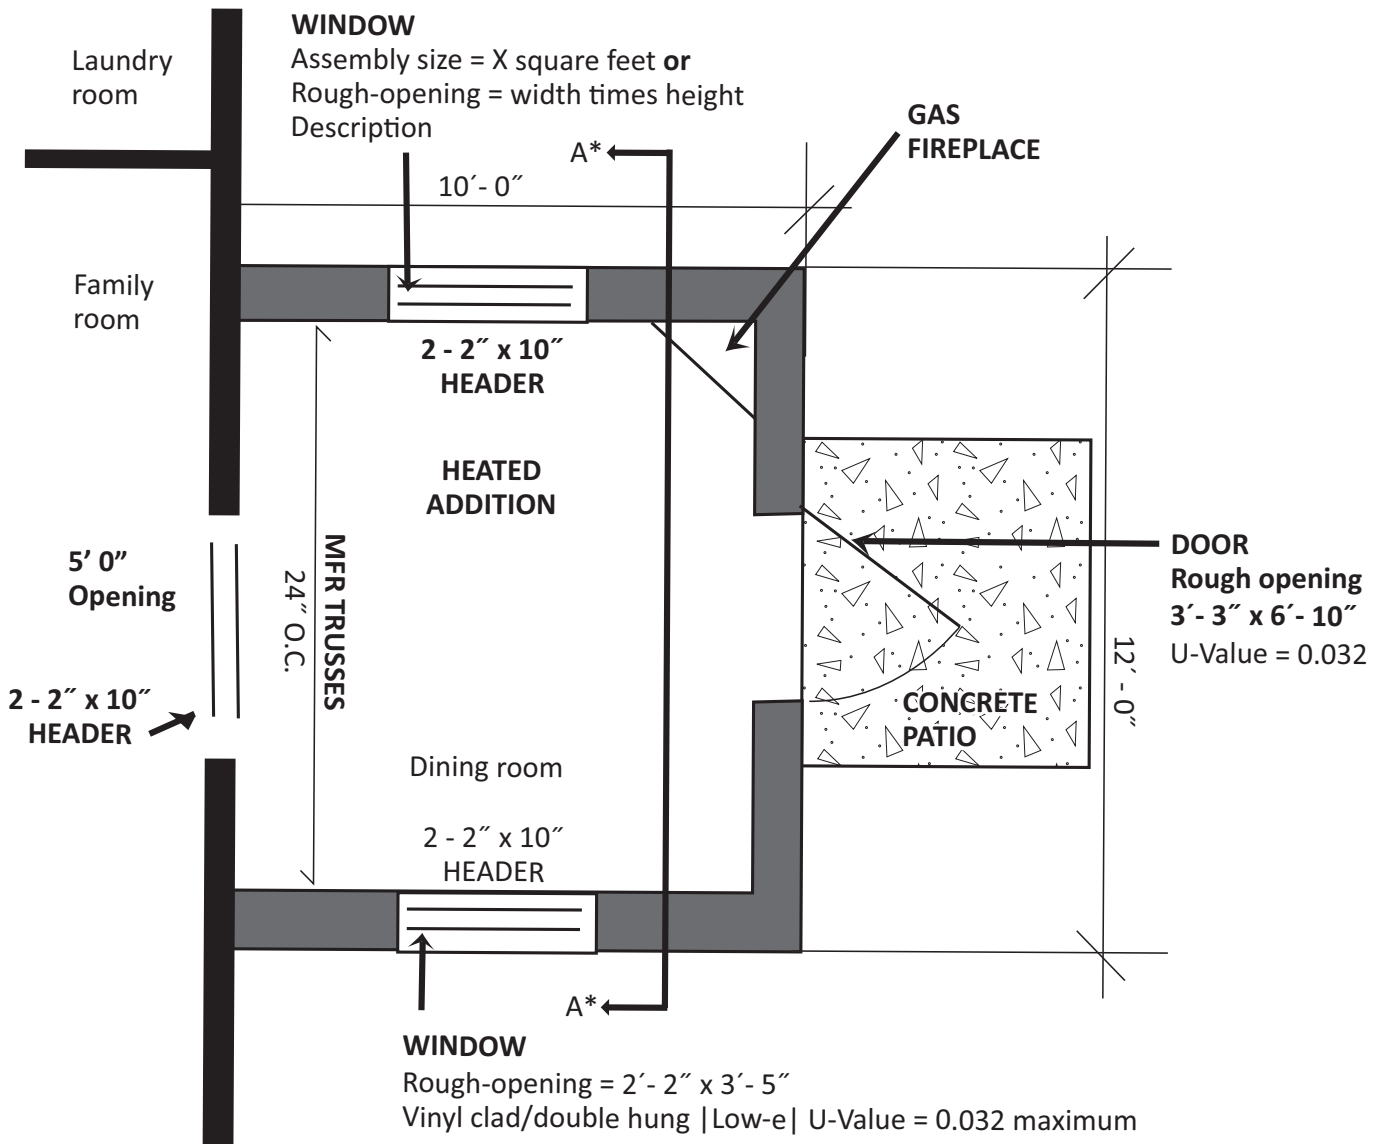 WINDOW
Assembly size = X square feet or
Rough-opening = width times height
Description
Laundry
room
GAS
FIREPLACE
A*
10´- 0˝
Family
room
2 - 2˝ x 10˝
HEADER
HEATED
ADDITION
MFR TRUSSES
24˝ O.C.
5’ 0”
Opening
2 - 2˝ x 10˝
HEADER
DOOR
Rough opening
3´- 3˝ x 6´- 10˝
U-Value = 0.032
12´ - 0˝
CONCRETE
PATIO
Dining room
2 - 2˝ x 10˝
HEADER
A*
WINDOW
Rough-opening = 2´- 2˝ x 3´- 5˝
Vinyl clad/double hung |Low-e| U-Value = 0.032 maximum